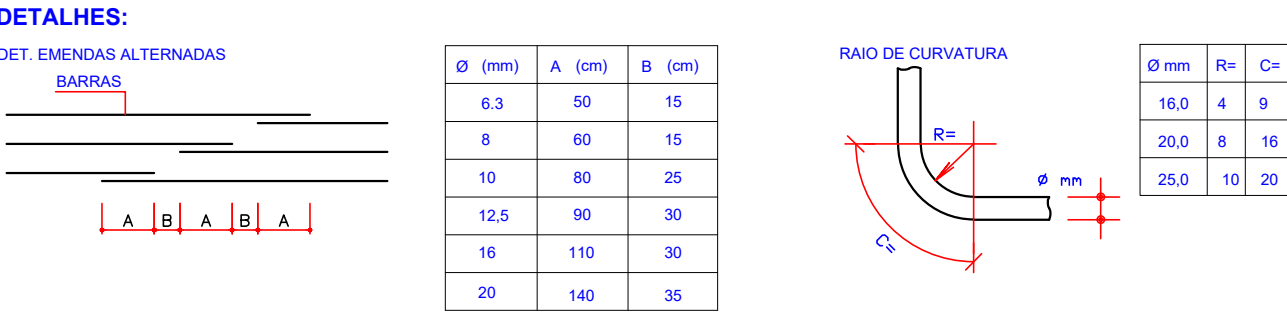 DETALHES:
DET. EMENDAS ALTERNADAS
BARRAS
A B A B A
Ø (mm) A (cm) B (cm)
6.3 50 15
8 60 15
10 80 25
12,5 90 30
16 110 30
20 140 35
RAIO DE CURVATURA
R=
Ø mm
C=
Ø mm R= C=
16,0 4 9
20,0 8 16
25,0 10 20